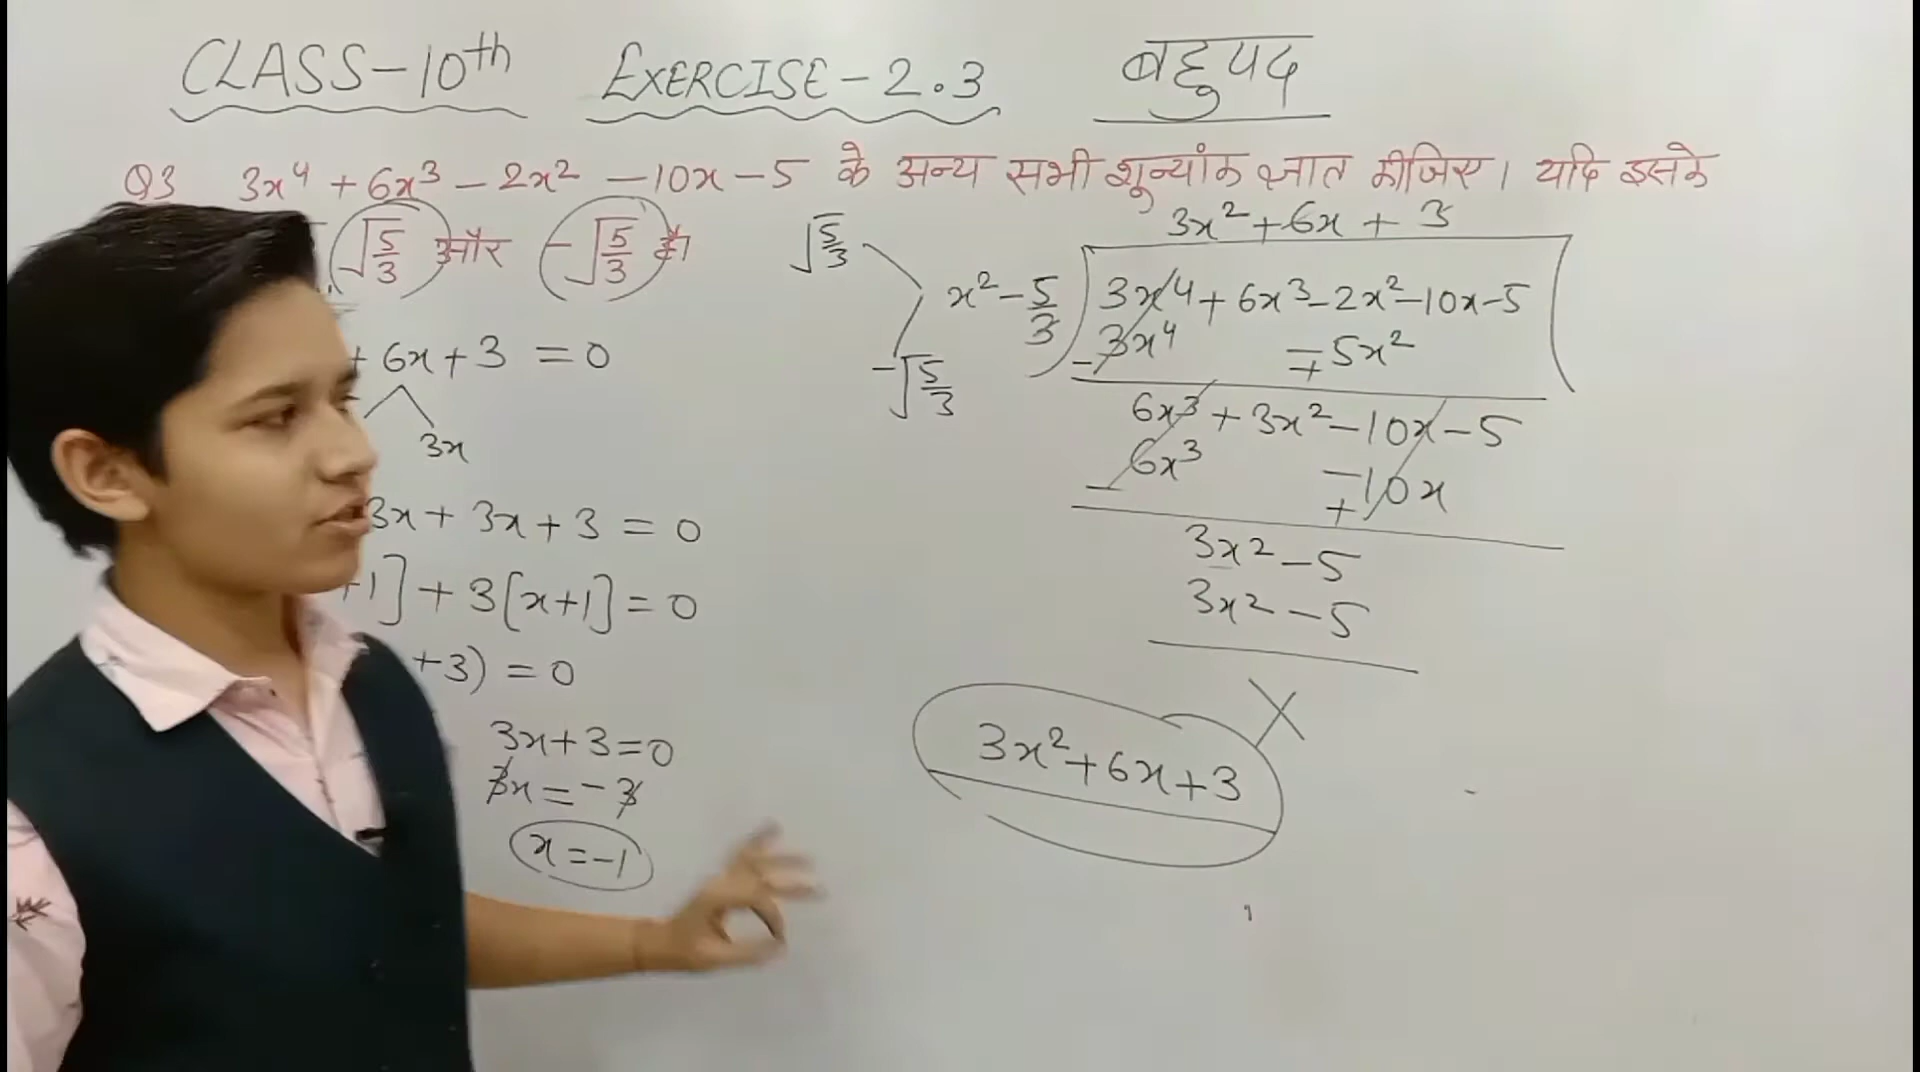 CLASS-10th EXERCISE-2.3 बहुपद
Q3 3x⁴ + 6x³ - 2x² - 10x - 5 के अन्य सभी शून्यांक ज्ञात कीजिए। यदि इसके
√5/3 और -√5/3 है।
+ 6x + 3 = 0
3x
3x + 3x + 3 = 0
+1] + 3[x+1] = 0
+3) = 0
3x+3=0
3x = -3
x = -1
√5/3
-√5/3
3x² + 6x + 3
x² - 5/3 ) 3x⁴ + 6x³ - 2x² - 10x - 5
- 3x⁴ ∓ 5x²
6x³ + 3x² - 10x - 5
- 6x³ ∓ 10x
3x² - 5
3x² - 5
X
3x² + 6x + 3